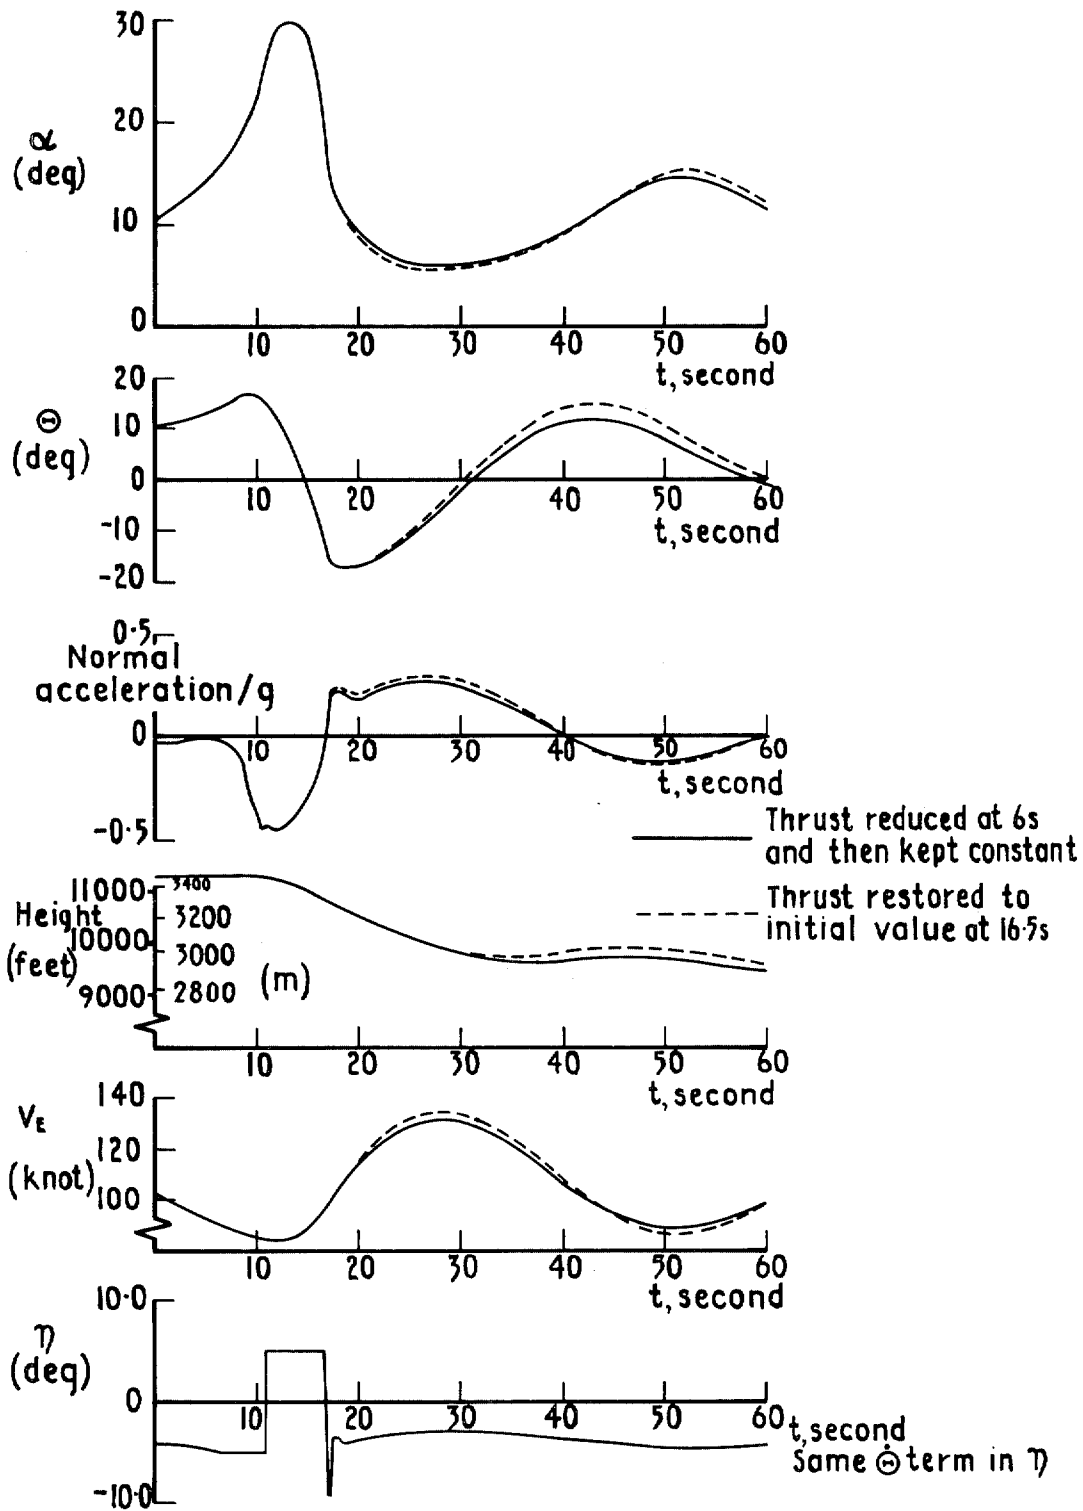 30
20
10
0
α
(deg)
10 20 30 40 50 60
t, second
20
10
0
-10
-20
Θ
(deg)
10 20 30 40 50 60
t, second
0·5
Normal
acceleration/g
0
-0·5
10 20 30 40 50 60
t, second
Thrust reduced at 6s
and then kept constant
Thrust restored to
initial value at 16·5s
Height
(feet)
11000
10000
9000
3400
3200
3000
2800
(m)
10 20 30 40 50 60
t, second
V_E
(knot)
140
120
100
10 20 30 40 50 60
t, second
10·0
η
(deg)
0
-10·0
10 20 30 40 50 60
t, second
Same Θ̇ term in η